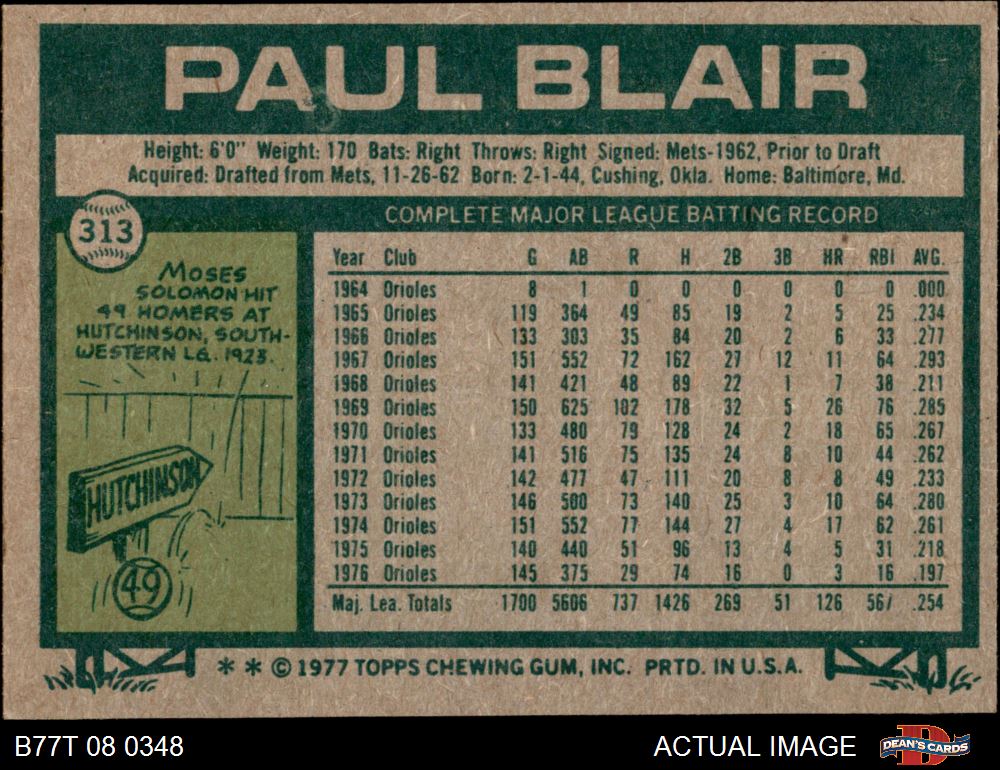 PAUL BLAIR
Height: 6'0" Weight: 170 Bats: Right Throws: Right Signed: Mets-1962, Prior to Draft
Acquired: Drafted from Mets, 11-26-62 Born: 2-1-44, Cushing, Okla. Home: Baltimore, Md.
313
COMPLETE MAJOR LEAGUE BATTING RECORD
MOSES
SOLOMON HIT
49 HOMERS AT
HUTCHINSON, SOUTH-
WESTERN LG. 1923.
HUTCHINSON
49
Year Club G AB R H 2B 3B HR RBI AVG.
1964 Orioles 8 1 0 0 0 0 0 0 .000
1965 Orioles 119 364 49 85 19 2 5 25 .234
1966 Orioles 133 303 35 84 20 2 6 33 .277
1967 Orioles 151 552 72 162 27 12 11 64 .293
1968 Orioles 141 421 48 89 22 1 7 38 .211
1969 Orioles 150 625 102 178 32 5 26 76 .285
1970 Orioles 133 480 79 128 24 2 18 65 .267
1971 Orioles 141 516 75 135 24 8 10 44 .262
1972 Orioles 142 477 47 111 20 8 8 49 .233
1973 Orioles 146 500 73 140 25 3 10 64 .280
1974 Orioles 151 552 77 144 27 4 17 62 .261
1975 Orioles 140 440 51 96 13 4 5 31 .218
1976 Orioles 145 375 29 74 16 0 3 16 .197
Maj. Lea. Totals 1700 5606 737 1426 269 51 126 567 .254
* * © 1977 TOPPS CHEWING GUM, INC. PRTD. IN U.S.A.
B77T 08 0348 ACTUAL IMAGE DEAN'S CARDS